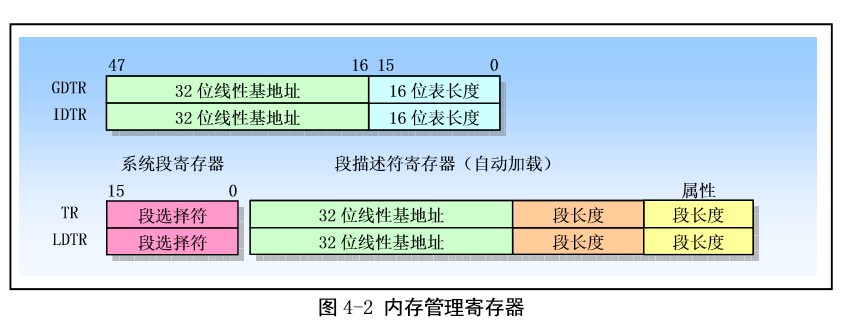 47 16 15 0
GDTR 32 位线性基地址 16 位表长度
IDTR 32 位线性基地址 16 位表长度
系统段寄存器 段描述符寄存器（自动加载）
15 0 属性
TR 段选择符 32 位线性基地址 段长度 段长度
LDTR 段选择符 32 位线性基地址 段长度 段长度
图 4-2 内存管理寄存器